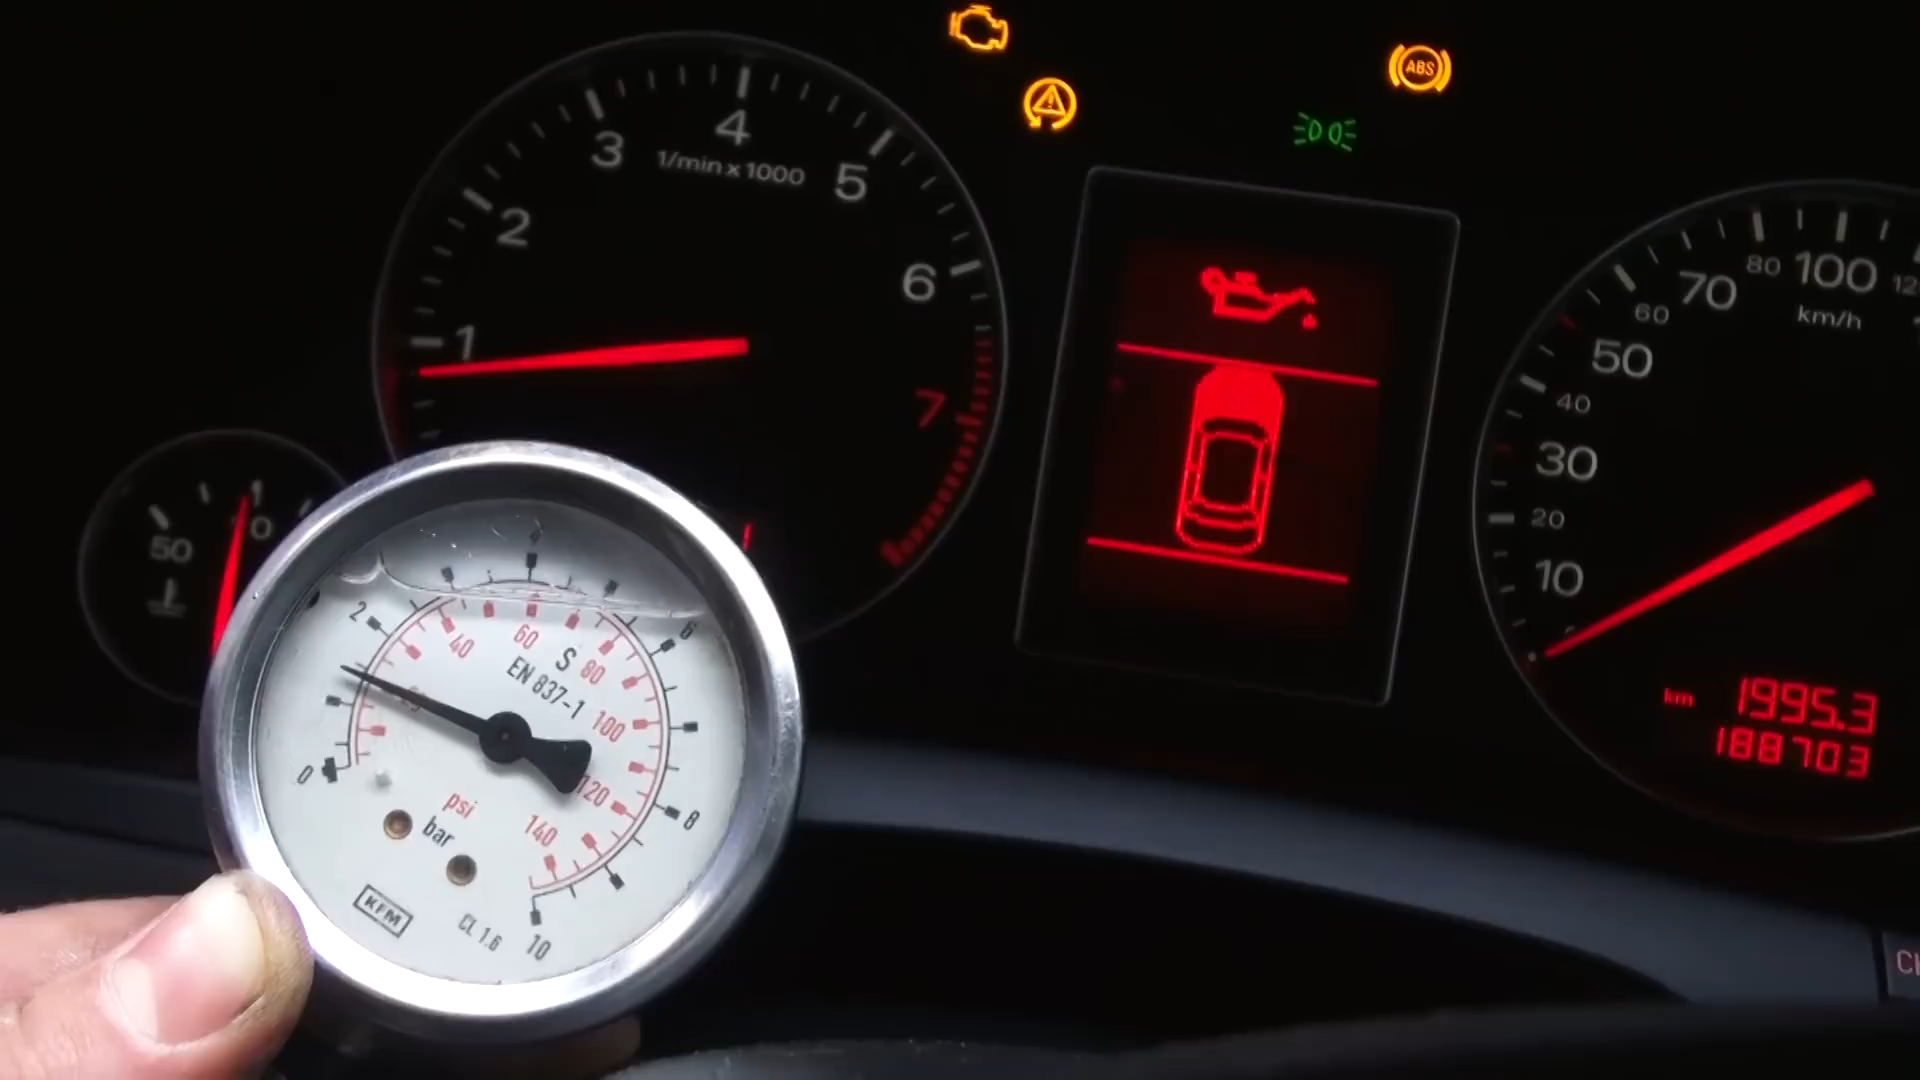 ABS
1 2 3 4 5 6 7
1/min x 1000
50
10 20 30 40 50 60 70 80 100
km/h
km 1995.3
188703
0 2 4 6 8 10
40 60 80 100 120 140
S
EN 837-1
psi
bar
KFM
CL 1.6